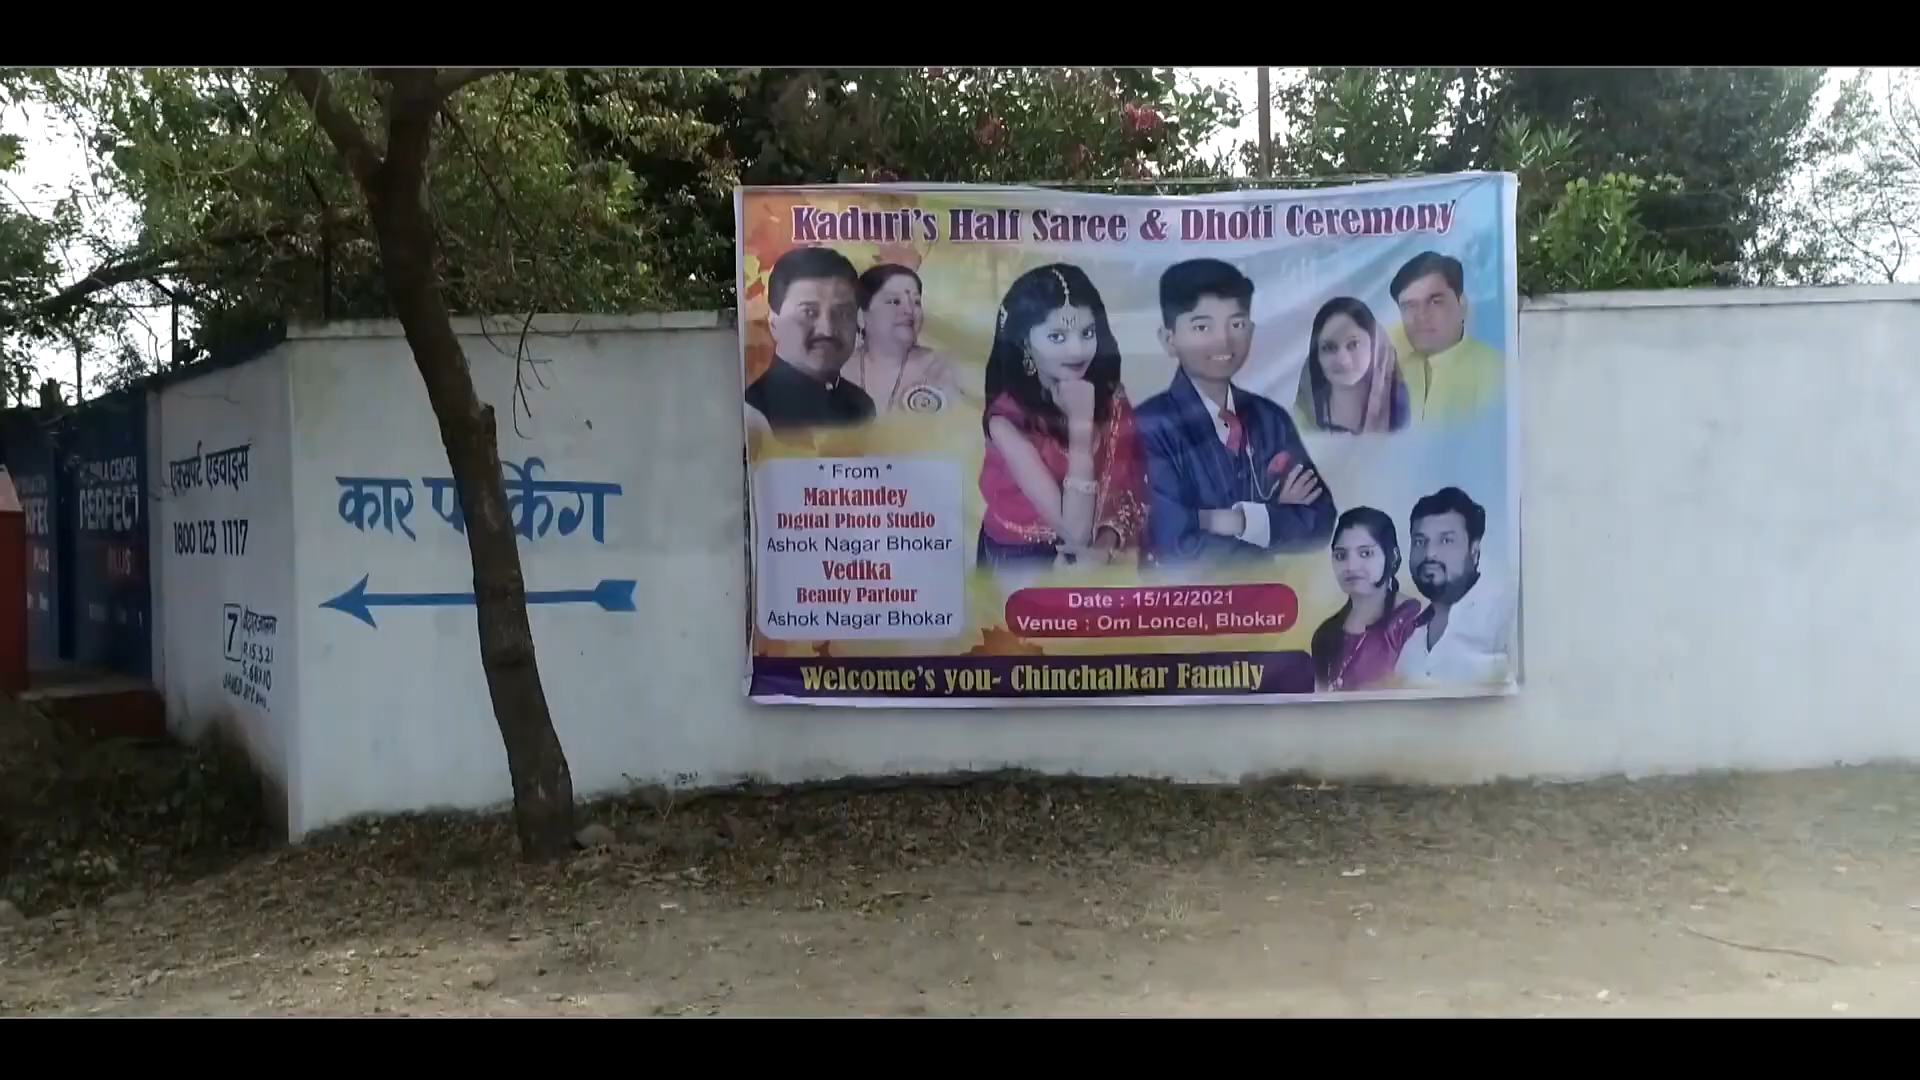 एक्सपर्ट एडवाइस
1800 123 1117
PERFECT
7
कार पार्किंग
Kaduri's Half Saree & Dhoti Ceremony
* From *
Markandey
Digital Photo Studio
Ashok Nagar Bhokar
Vedika
Beauty Parlour
Ashok Nagar Bhokar
Date : 15/12/2021
Venue : Om Loncel, Bhokar
Welcome's you- Chinchalkar Family